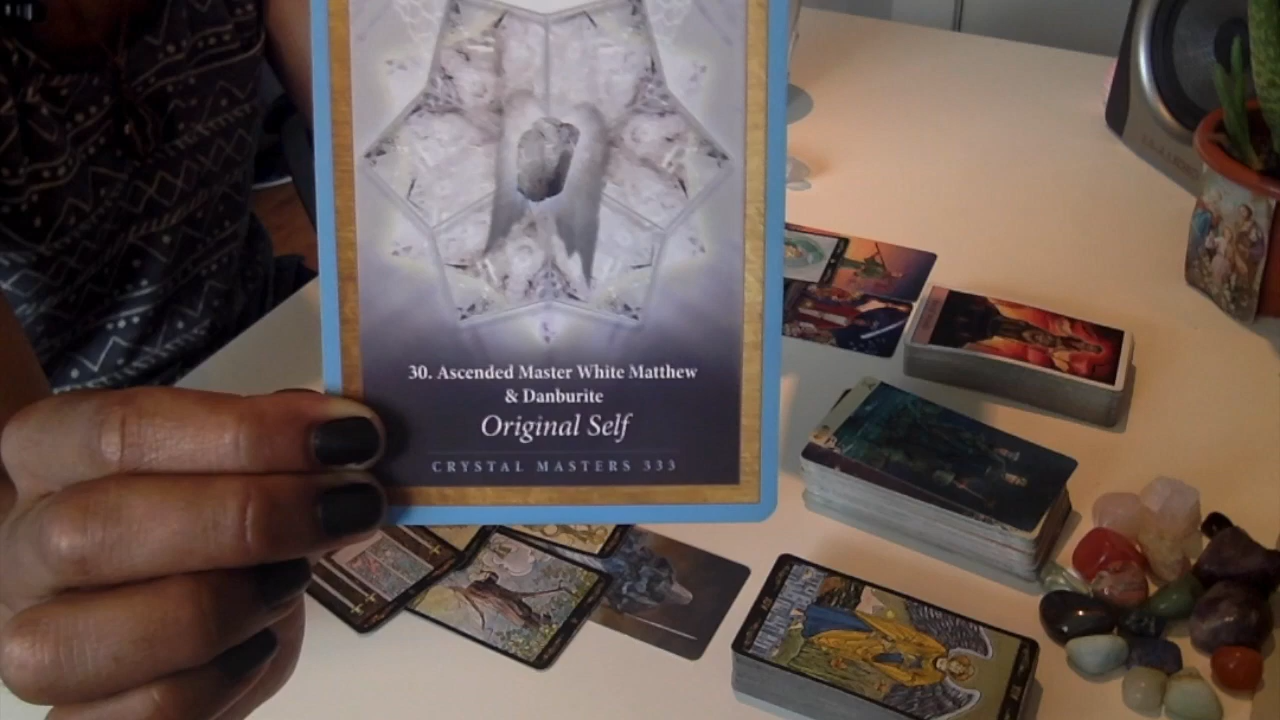 30. Ascended Master White Matthew
& Danburite
Original Self
CRYSTAL MASTERS 333